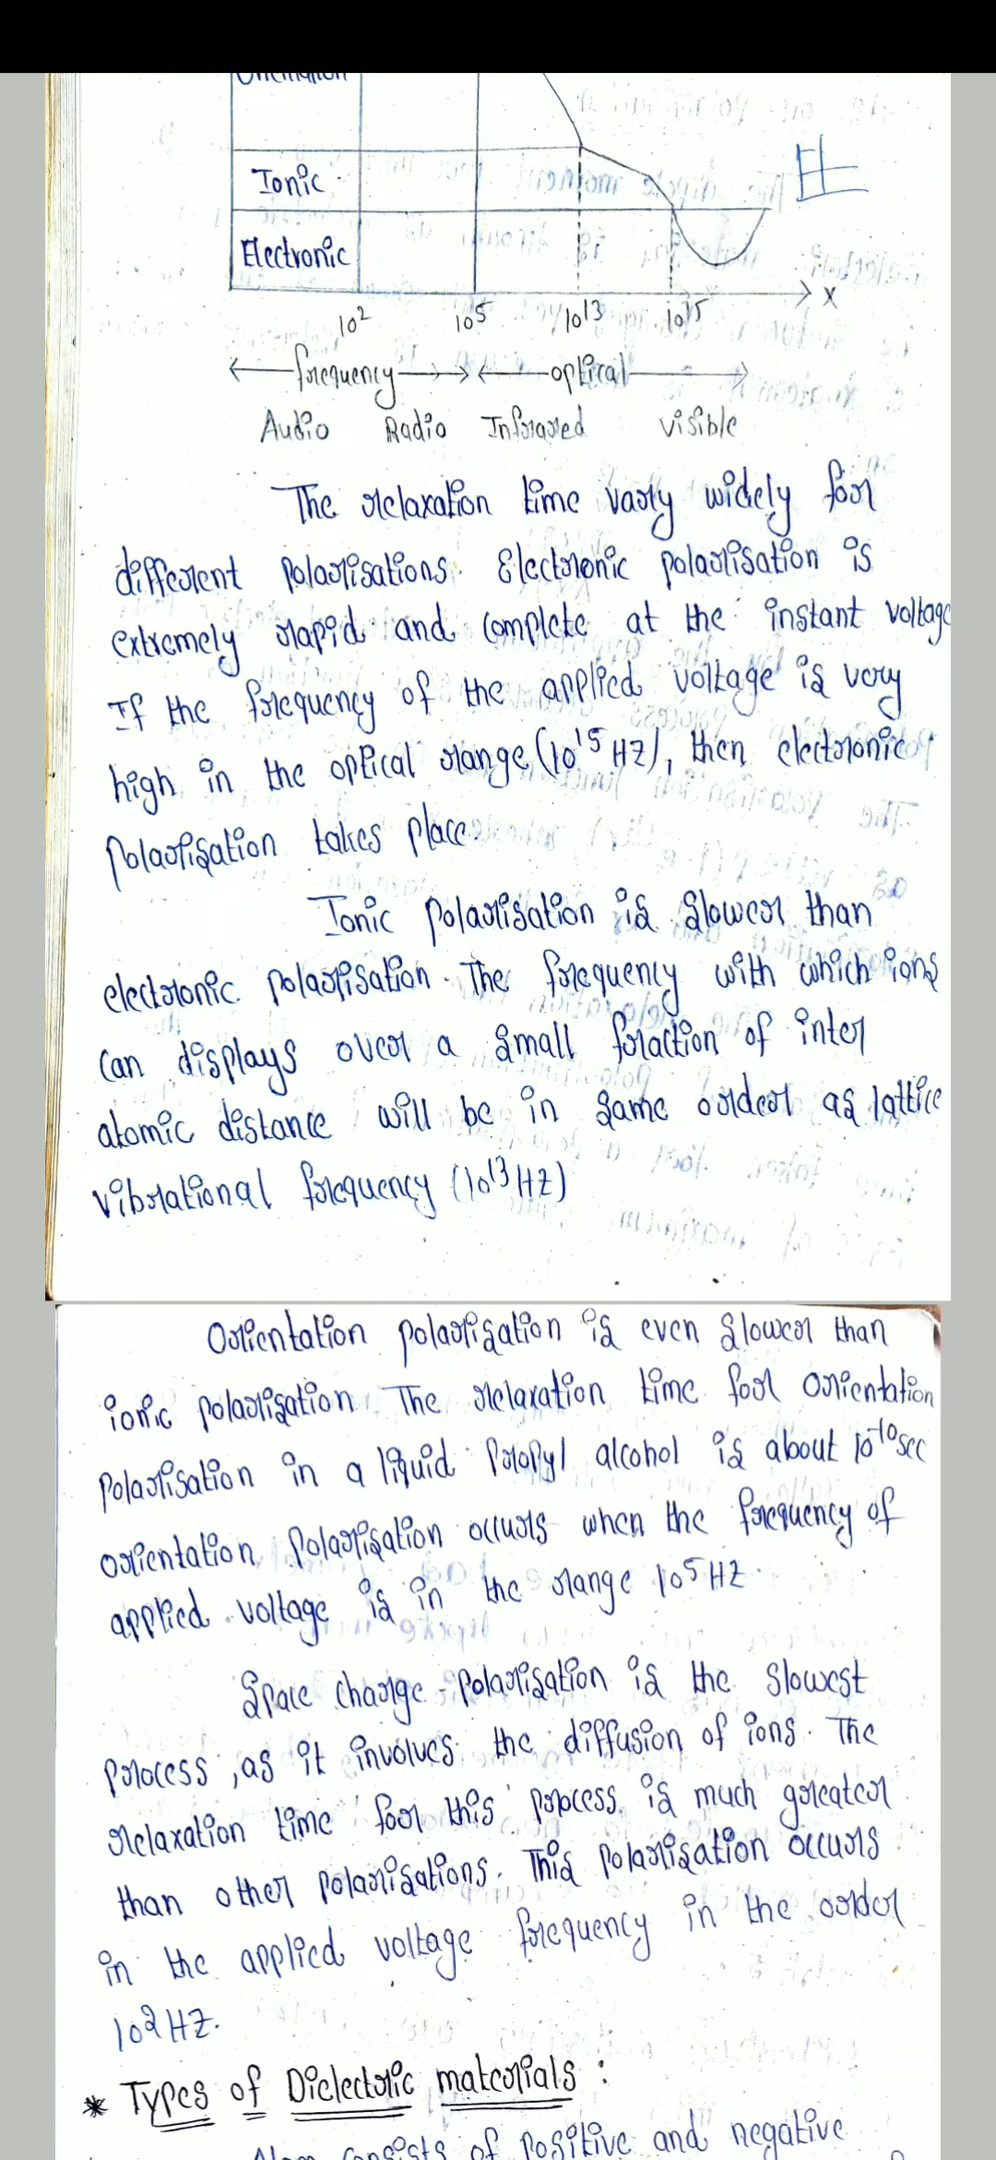 Orientation
Ionic
Electronic
10² 10⁵ 10¹³ 10¹⁵ X
frequency optical
Audio Radio Infrared visible
The relaxation time vary widely for
different polarisations. Electronic polarisation is
extremely rapid and complete at the instant voltage
If the frequency of the applied voltage is very
high in the optical range (10¹⁵ HZ), then electronic
polarisation takes place.
Ionic polarisation is slower than
electronic polarisation. The frequency with which ions
can displays over a small fraction of inter
atomic distance will be in same order as lattice
vibrational frequency (10¹³ HZ)
Orientation polarisation is even slower than
ionic polarisation. The relaxation time for orientation
polarisation in a liquid propyl alcohol is about 10⁻¹⁰ sec
orientation polarisation occurs when the frequency of
applied voltage is in the range 10⁵ HZ.
Space charge - polarisation is the slowest
process, as it involves the diffusion of ions. The
relaxation time for this process is much greater
than other polarisations. This polarisation occurs
in the applied voltage frequency in the order
10² HZ.
* Types of Dielectric materials :
Atom consists of positive and negative